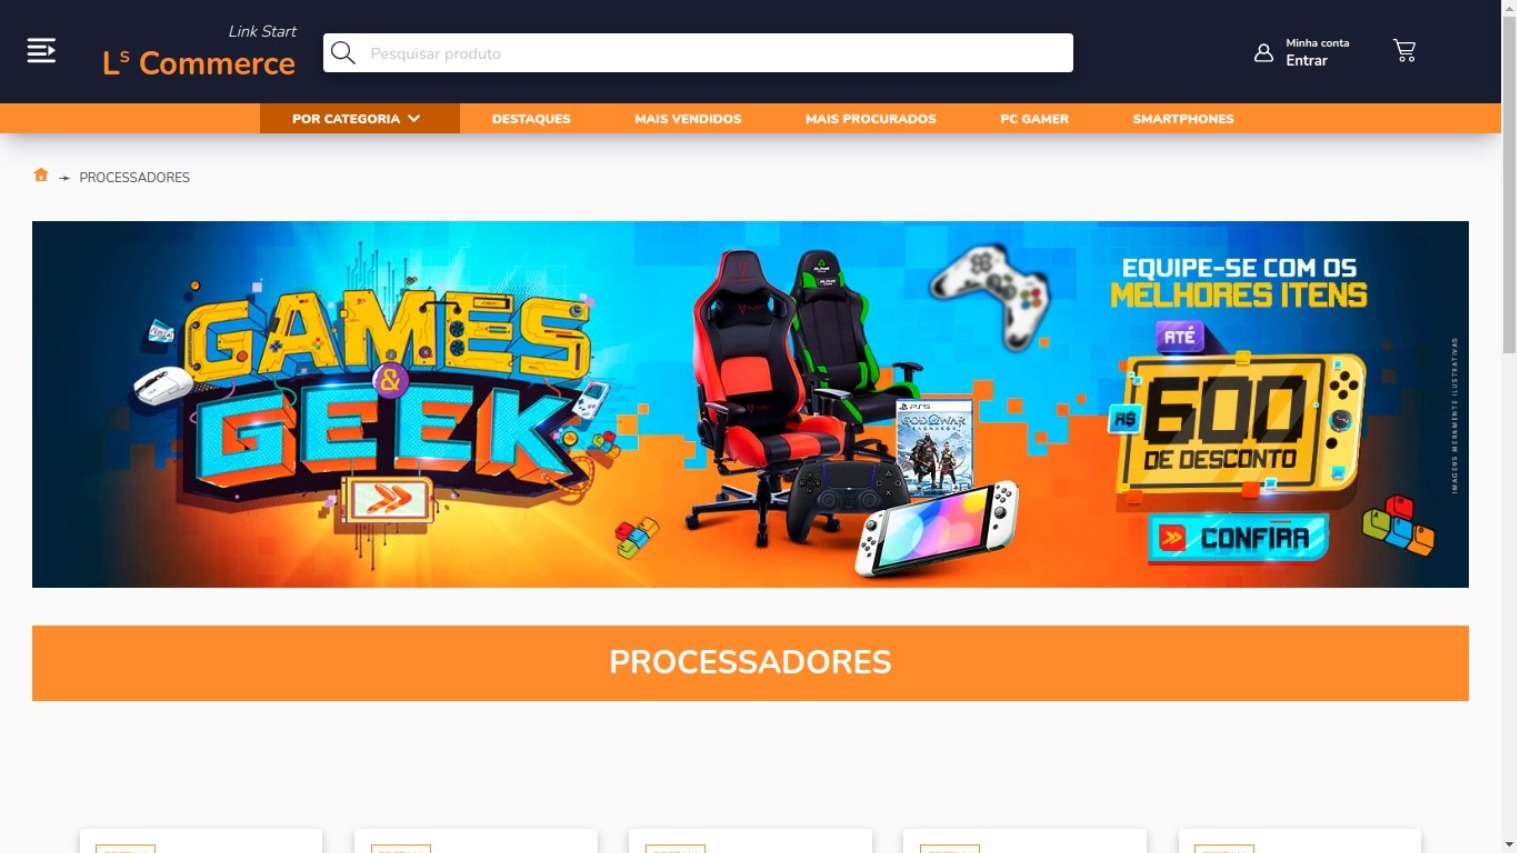 Link Start
Ls Commerce
Pesquisar produto
Minha conta
Entrar
POR CATEGORIA
DESTAQUES
MAIS VENDIDOS
MAIS PROCURADOS
PC GAMER
SMARTPHONES
PROCESSADORES
GAMES
&
GEEK
PS5
GOD OF WAR
RAGNARÖK
EQUIPE-SE COM OS
MELHORES ITENS
ATÉ
R$
600
DE DESCONTO
CONFIRA
IMAGENS MERAMENTE ILUSTRATIVAS
PROCESSADORES